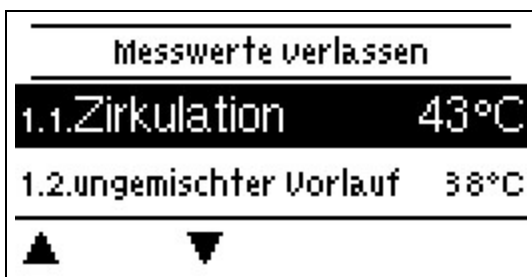 Messwerte verlassen
1.1.Zirkulation 43°C
1.2.ungemischter Vorlauf 38°C